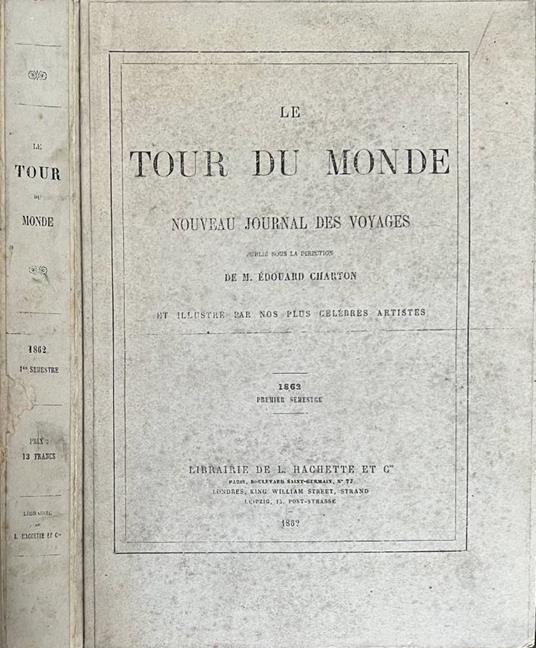 LE
TOUR
DU
MONDE
1862
1er SEMESTRE
PRIX :
13 FRANCS
LIBRAIRIE
DE
L. HACHETTE ET Cie
LE
TOUR DU MONDE
NOUVEAU JOURNAL DES VOYAGES
PUBLIÉ SOUS LA DIRECTION
DE M. ÉDOUARD CHARTON
ET ILLUSTRÉ PAR NOS PLUS CÉLÈBRES ARTISTES
1862
PREMIER SEMESTRE
LIBRAIRIE DE L. HACHETTE ET Cie
PARIS, BOULEVARD SAINT-GERMAIN, N° 77
LONDRES, KING WILLIAM STREET, STRAND
LEIPZIG, 15, POST-STRASSE
1862